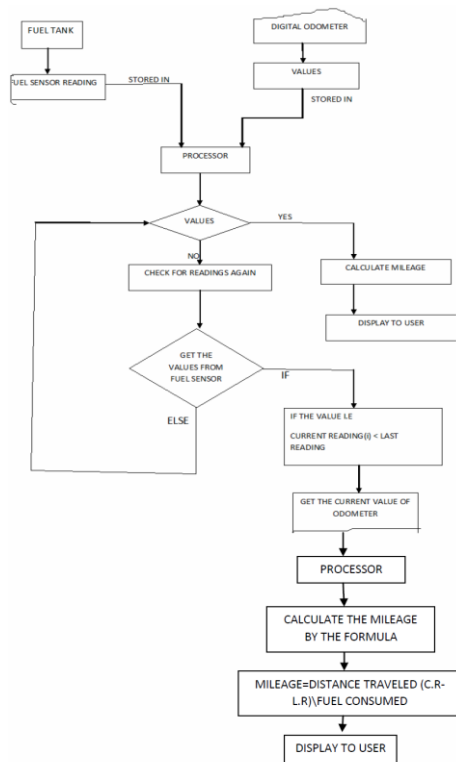 FUEL TANK
DIGITAL ODOMETER
FUEL SENSOR READING
STORED IN
VALUES
STORED IN
PROCESSOR
VALUES
YES
NO
CHECK FOR READINGS AGAIN
CALCULATE MILEAGE
DISPLAY TO USER
GET THE
VALUES FROM
FUEL SENSOR
IF
ELSE
IF THE VALUE I.E
CURRENT READING(i) < LAST
READING
GET THE CURRENT VALUE OF
ODOMETER
PROCESSOR
CALCULATE THE MILEAGE
BY THE FORMULA
MILEAGE=DISTANCE TRAVELED (C.R-
L.R)\FUEL CONSUMED
DISPLAY TO USER